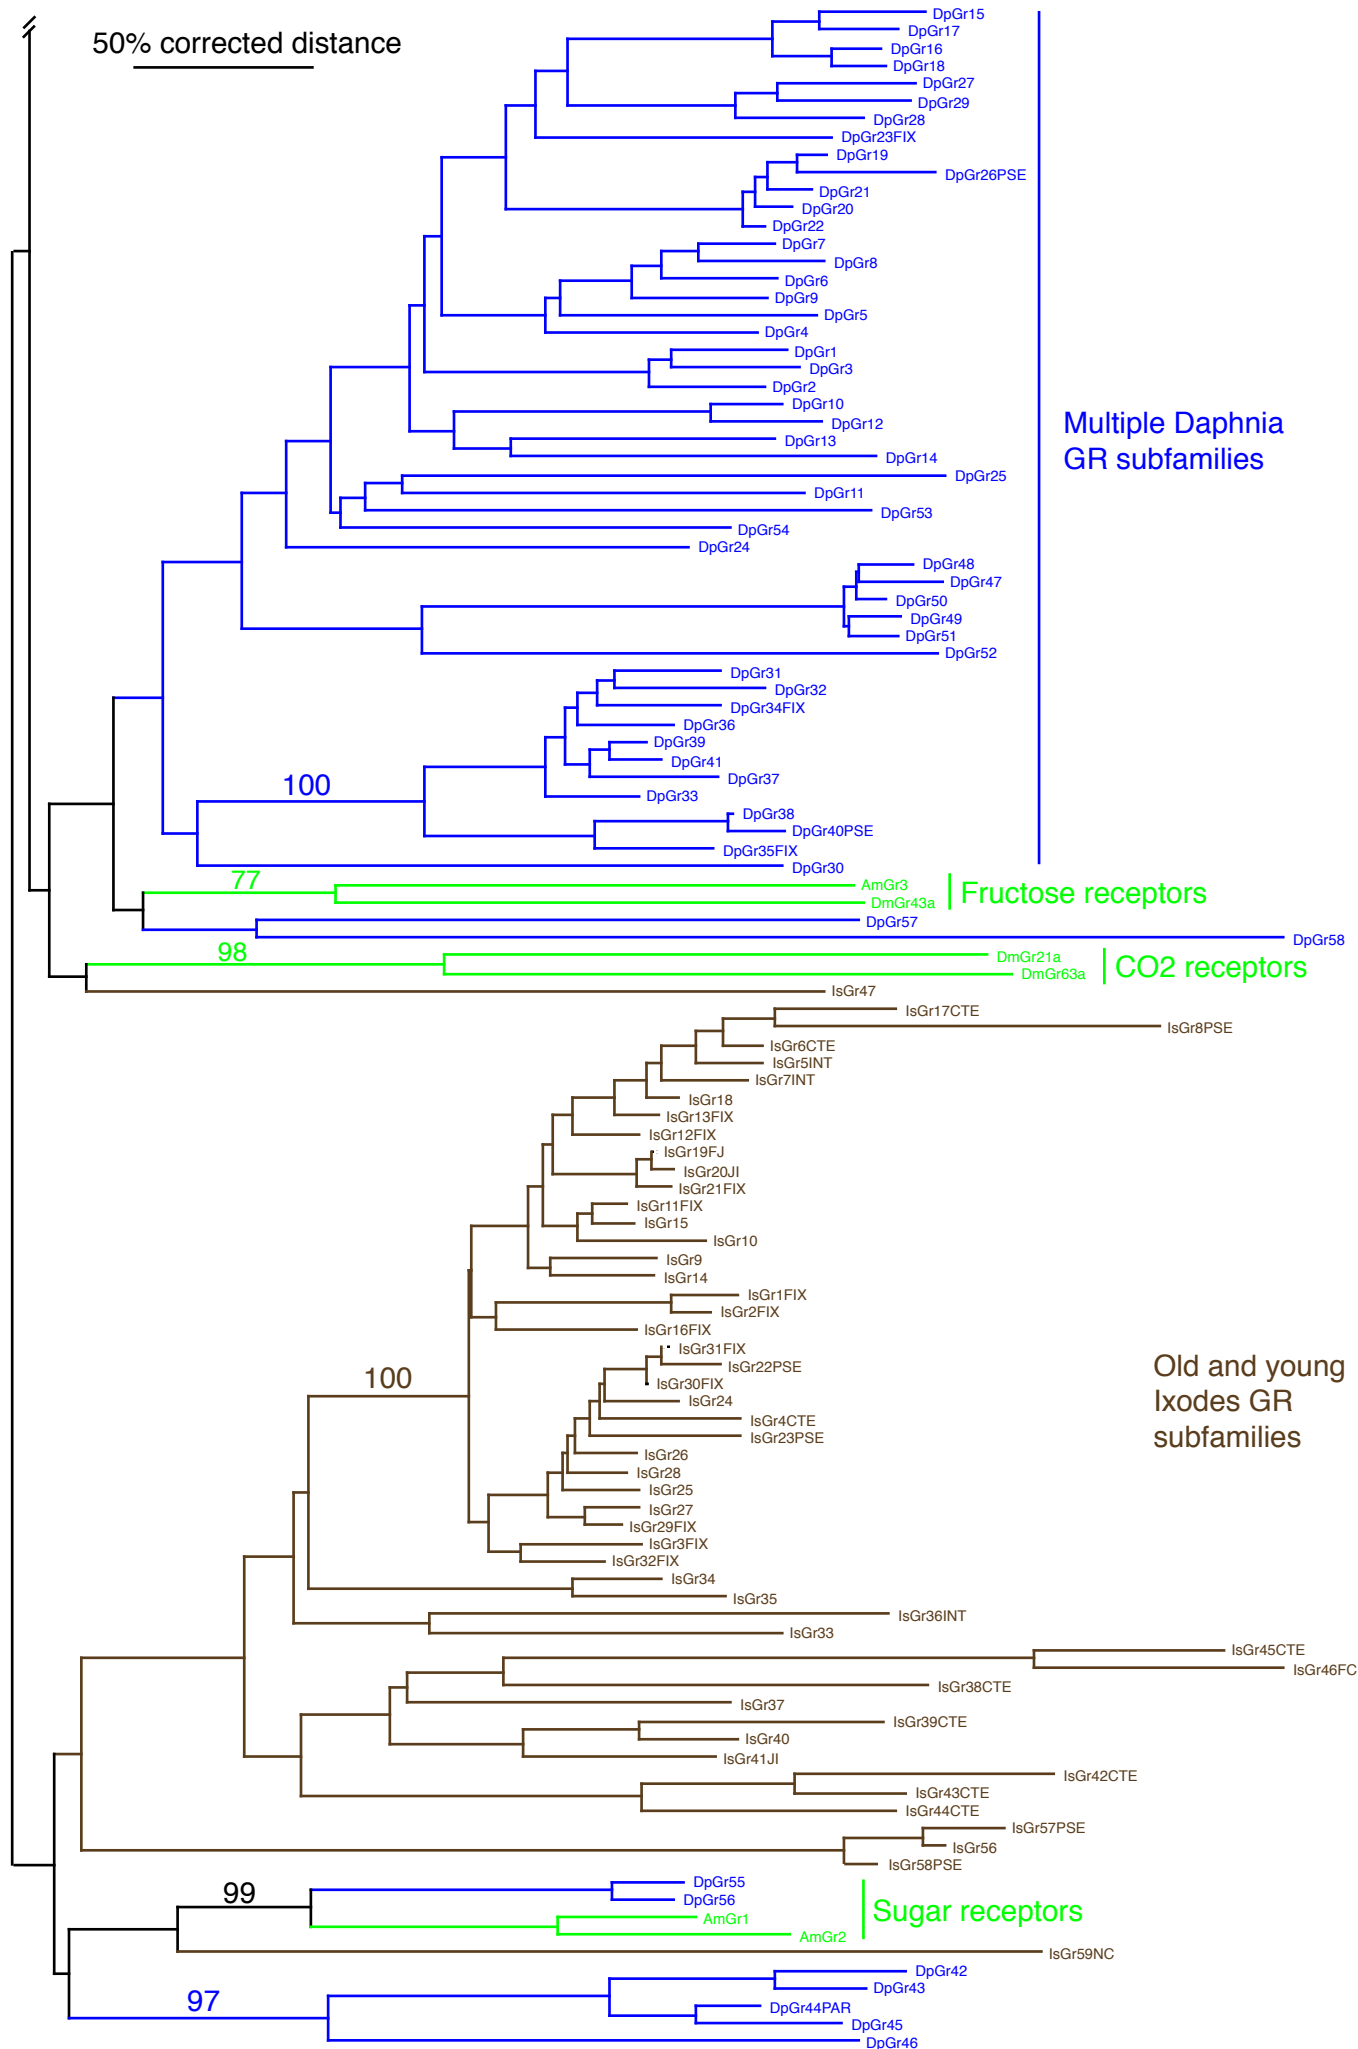 50% corrected distance
DpGr15
DpGr17
DpGr16
DpGr18
DpGr27
DpGr29
DpGr28
DpGr23FIX
DpGr19
DpGr26PSE
DpGr21
DpGr20
DpGr22
DpGr7
DpGr8
DpGr6
DpGr9
DpGr5
DpGr4
DpGr1
DpGr3
DpGr2
DpGr10
DpGr12
DpGr13
DpGr14
Multiple Daphnia
GR subfamilies
DpGr25
DpGr11
DpGr53
DpGr54
DpGr24
DpGr48
DpGr47
DpGr50
DpGr49
DpGr51
DpGr52
DpGr31
DpGr32
DpGr34FIX
DpGr36
DpGr39
DpGr41
DpGr37
100
DpGr33
DpGr38
DpGr40PSE
DpGr35FIX
DpGr30
77
AmGr3
DmGr43a
Fructose receptors
DpGr57
DpGr58
98
DmGr21a
DmGr63a
CO2 receptors
IsGr47
IsGr17CTE
IsGr8PSE
IsGr6CTE
IsGr5INT
IsGr7INT
IsGr18
IsGr13FIX
IsGr12FIX
IsGr19FJ
IsGr20JI
IsGr21FIX
IsGr11FIX
IsGr15
IsGr10
IsGr9
IsGr14
IsGr1FIX
IsGr2FIX
IsGr16FIX
IsGr31FIX
IsGr22PSE
100
IsGr30FIX
IsGr24
IsGr4CTE
IsGr23PSE
Old and young
Ixodes GR
subfamilies
IsGr26
IsGr28
IsGr25
IsGr27
IsGr29FIX
IsGr3FIX
IsGr32FIX
IsGr34
IsGr35
IsGr36INT
IsGr33
IsGr45CTE
IsGr46FC
IsGr38CTE
IsGr37
IsGr39CTE
IsGr40
IsGr41JI
IsGr42CTE
IsGr43CTE
IsGr44CTE
IsGr57PSE
IsGr56
IsGr58PSE
99
DpGr55
DpGr56
AmGr1
AmGr2
Sugar receptors
IsGr59NC
97
DpGr42
DpGr43
DpGr44PAR
DpGr45
DpGr46